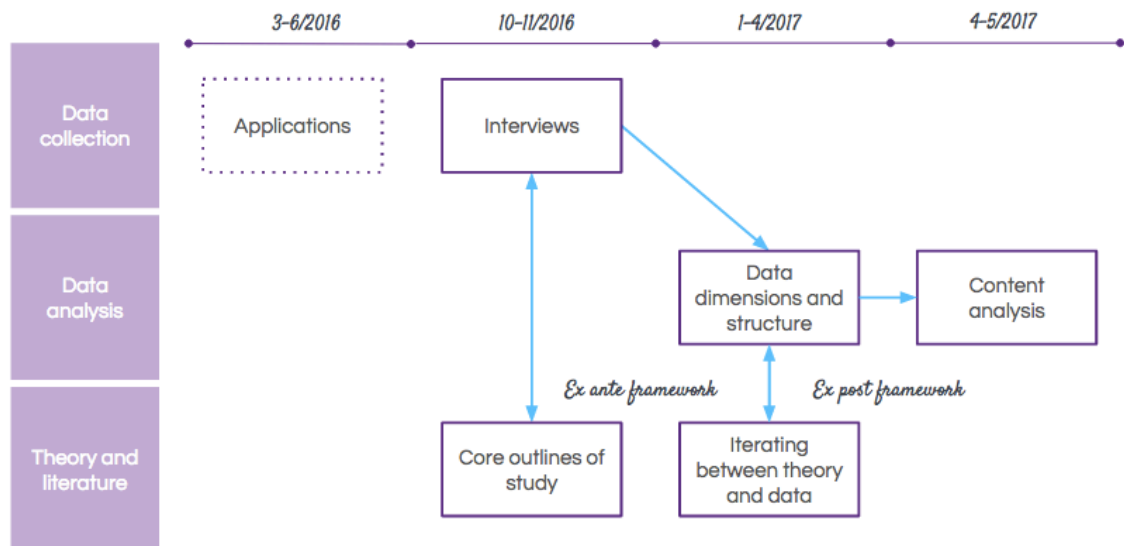 3-6/2016
10-11/2016
1-4/2017
4-5/2017
Data
collection
Applications
Interviews
Data
analysis
Data
dimensions and
structure
Content
analysis
Ex ante framework
Ex post framework
Theory and
literature
Core outlines of
study
Iterating
between theory
and data